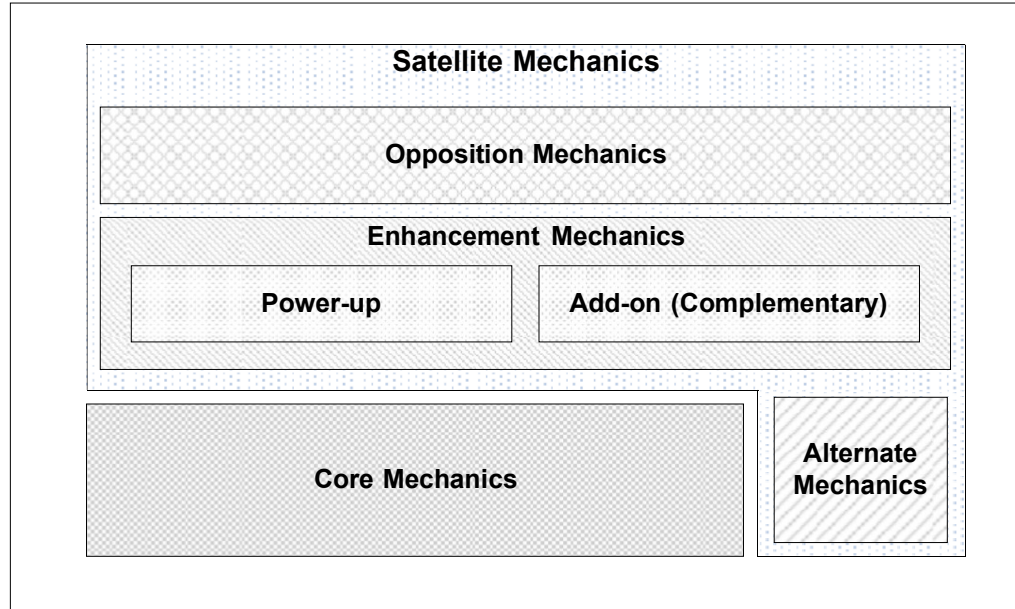 Satellite Mechanics
Opposition Mechanics
Enhancement Mechanics
Power-up
Add-on (Complementary)
Core Mechanics
Alternate
Mechanics